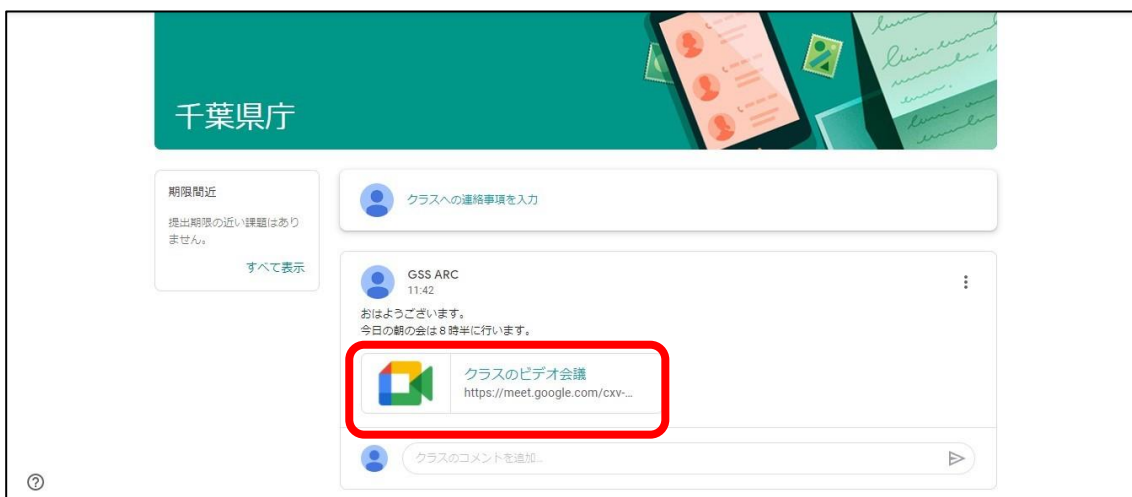 千葉県庁
期限間近
提出期限の近い課題はあり
ません。
すべて表示
クラスへの連絡事項を入力
GSS ARC
11:42
おはようございます。
今日の朝の会は8時半に行います。
クラスのビデオ会議
https://meet.google.com/cxv-...
クラスのコメントを追加...